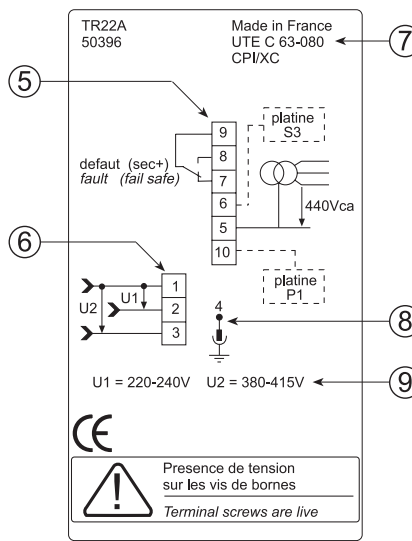 TR22A
50396
Made in France
UTE C 63-080
CPI/XC
7
5
9
8
7
6
5
10
platine
S3
defaut (sec+)
fault (fail safe)
440Vca
platine
P1
6
1
2
3
U1
U2
4
8
U1 = 220-240V U2 = 380-415V
9
CE
!
Presence de tension
sur les vis de bornes
Terminal screws are live